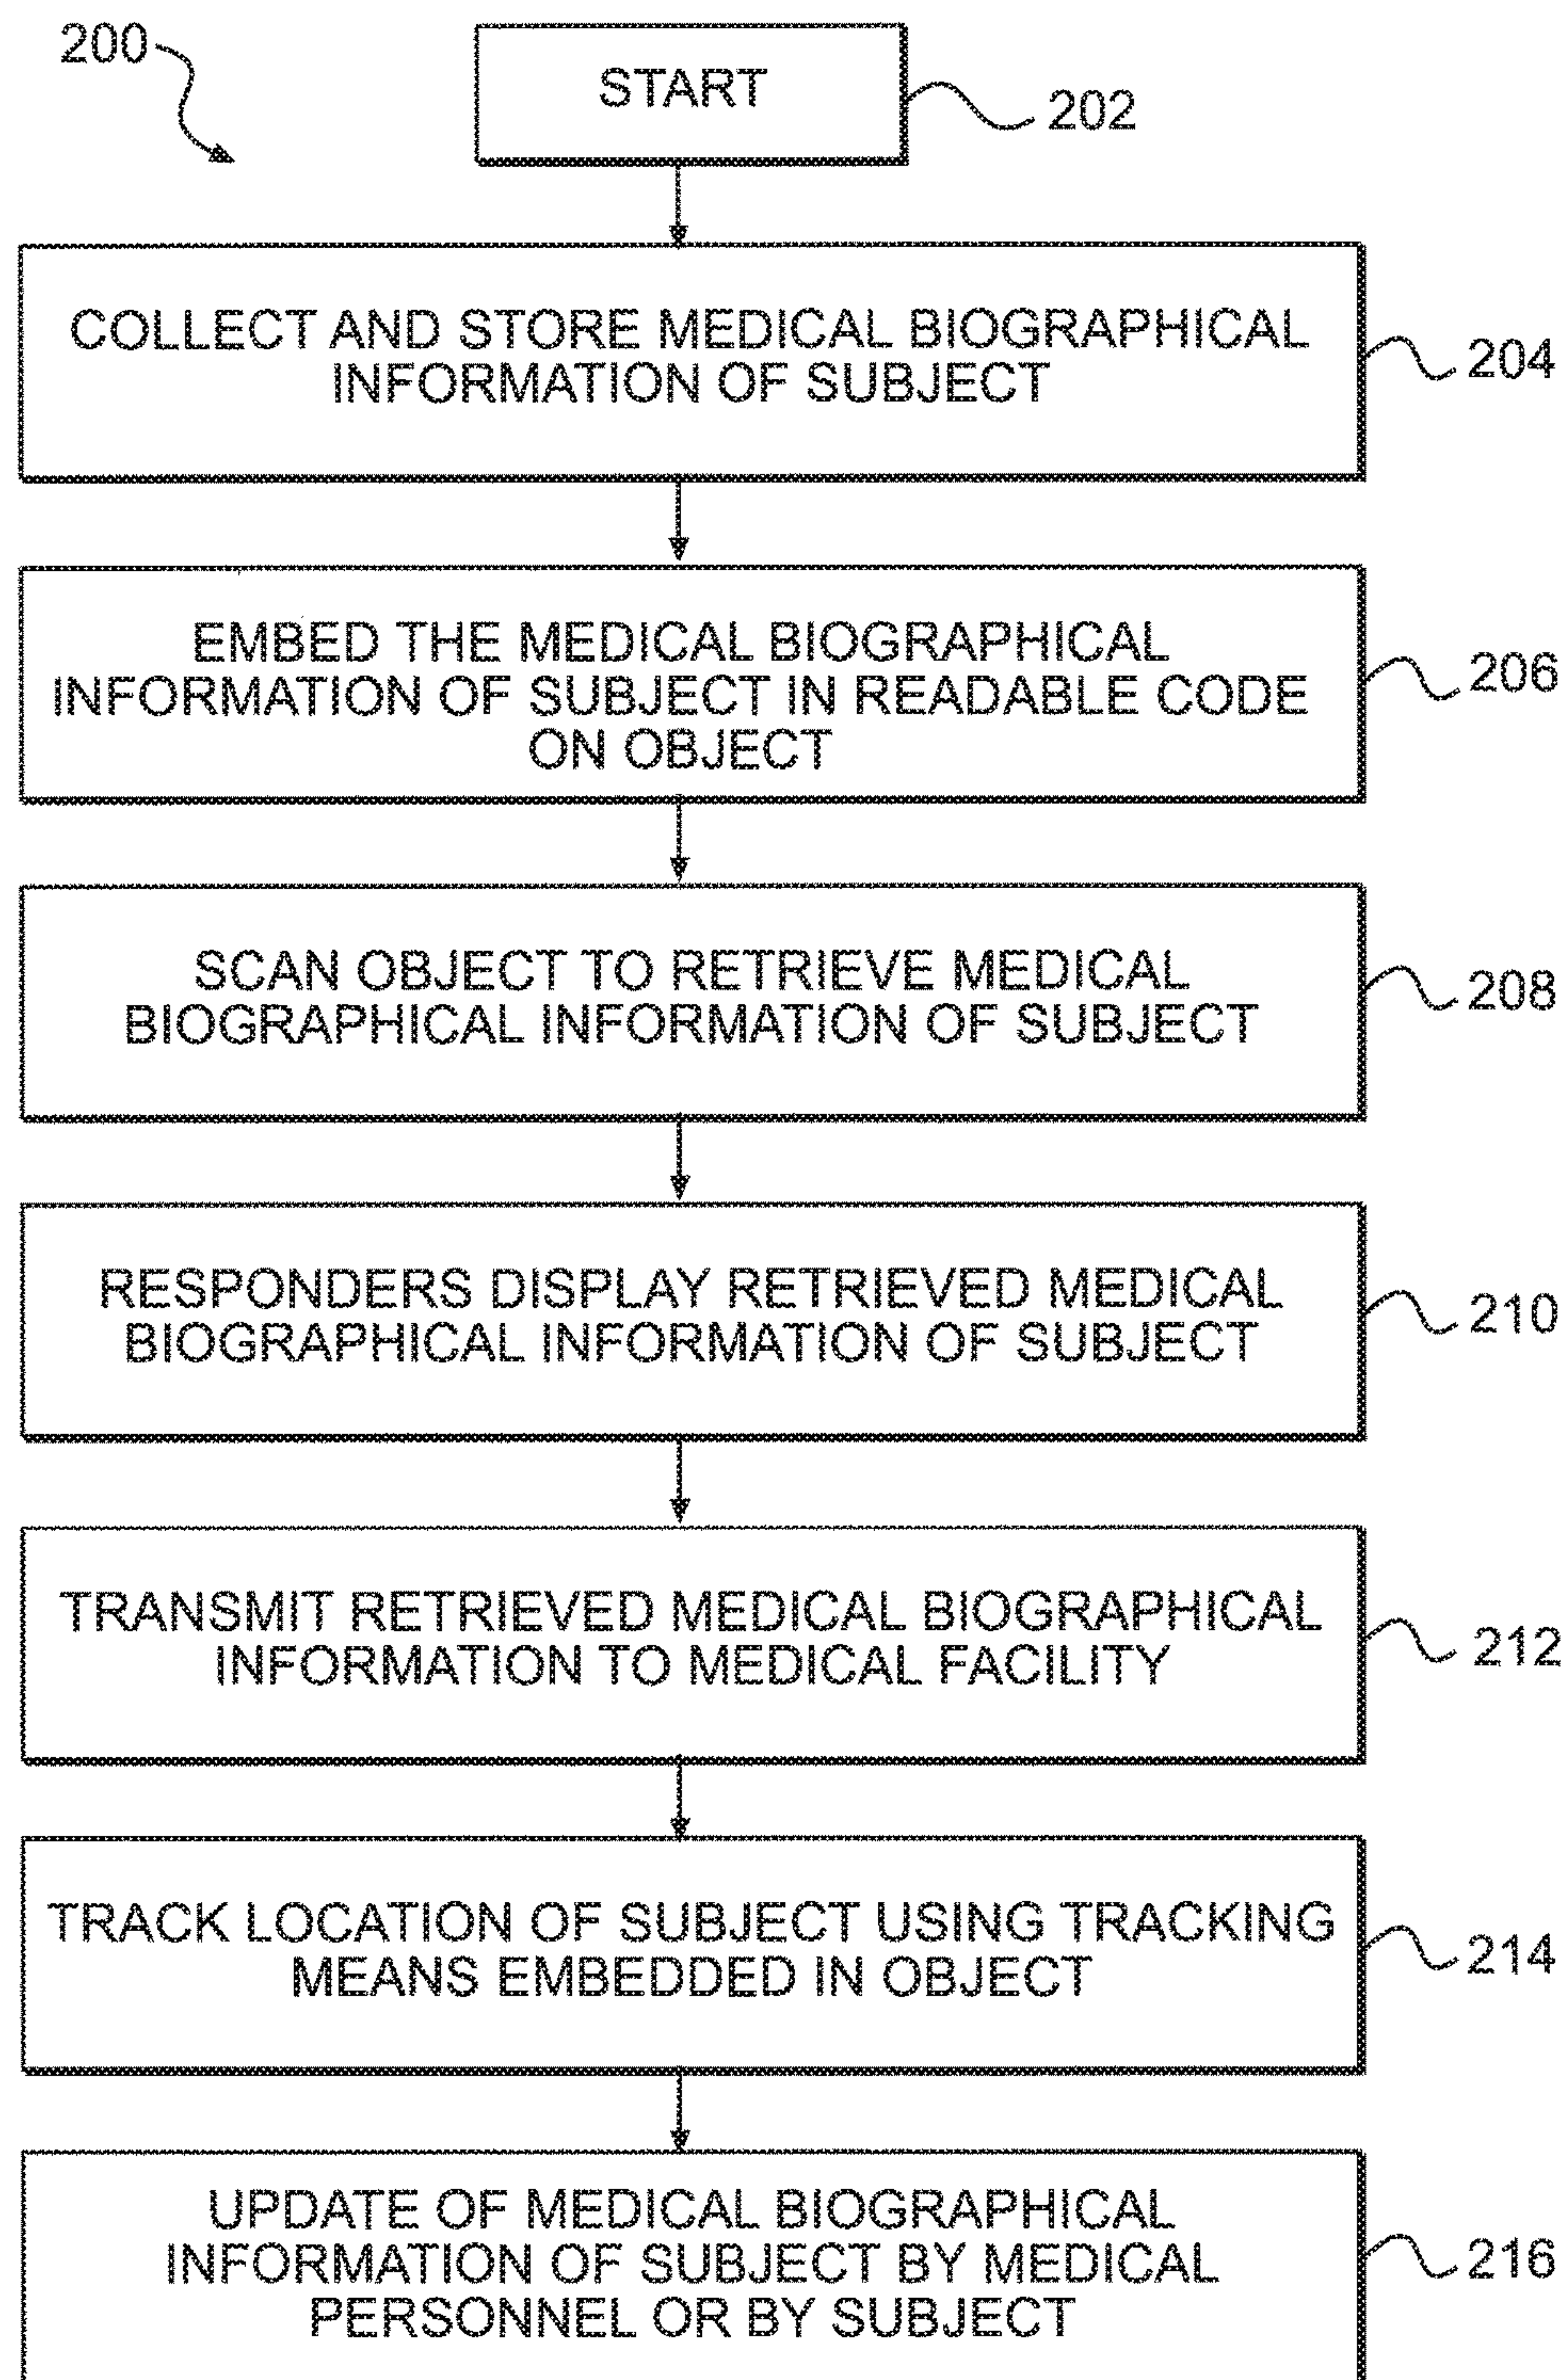 200
START
202
COLLECT AND STORE MEDICAL BIOGRAPHICAL
INFORMATION OF SUBJECT
204
EMBED THE MEDICAL BIOGRAPHICAL
INFORMATION OF SUBJECT IN READABLE CODE
ON OBJECT
206
SCAN OBJECT TO RETRIEVE MEDICAL
BIOGRAPHICAL INFORMATION OF SUBJECT
208
RESPONDERS DISPLAY RETRIEVED MEDICAL
BIOGRAPHICAL INFORMATION OF SUBJECT
210
TRANSMIT RETRIEVED MEDICAL BIOGRAPHICAL
INFORMATION TO MEDICAL FACILITY
212
TRACK LOCATION OF SUBJECT USING TRACKING
MEANS EMBEDDED IN OBJECT
214
UPDATE OF MEDICAL BIOGRAPHICAL
INFORMATION OF SUBJECT BY MEDICAL
PERSONNEL OR BY SUBJECT
216